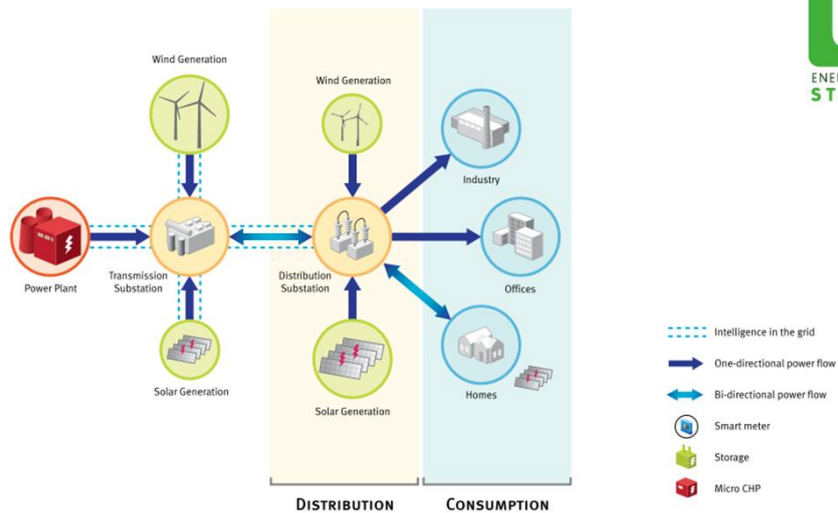 Wind Generation
Wind Generation
Industry
Power Plant
Transmission
Substation
Distribution
Substation
Offices
Solar Generation
Solar Generation
Homes
Intelligence in the grid
One-directional power flow
Bi-directional power flow
Smart meter
Storage
Micro CHP
DISTRIBUTION
CONSUMPTION